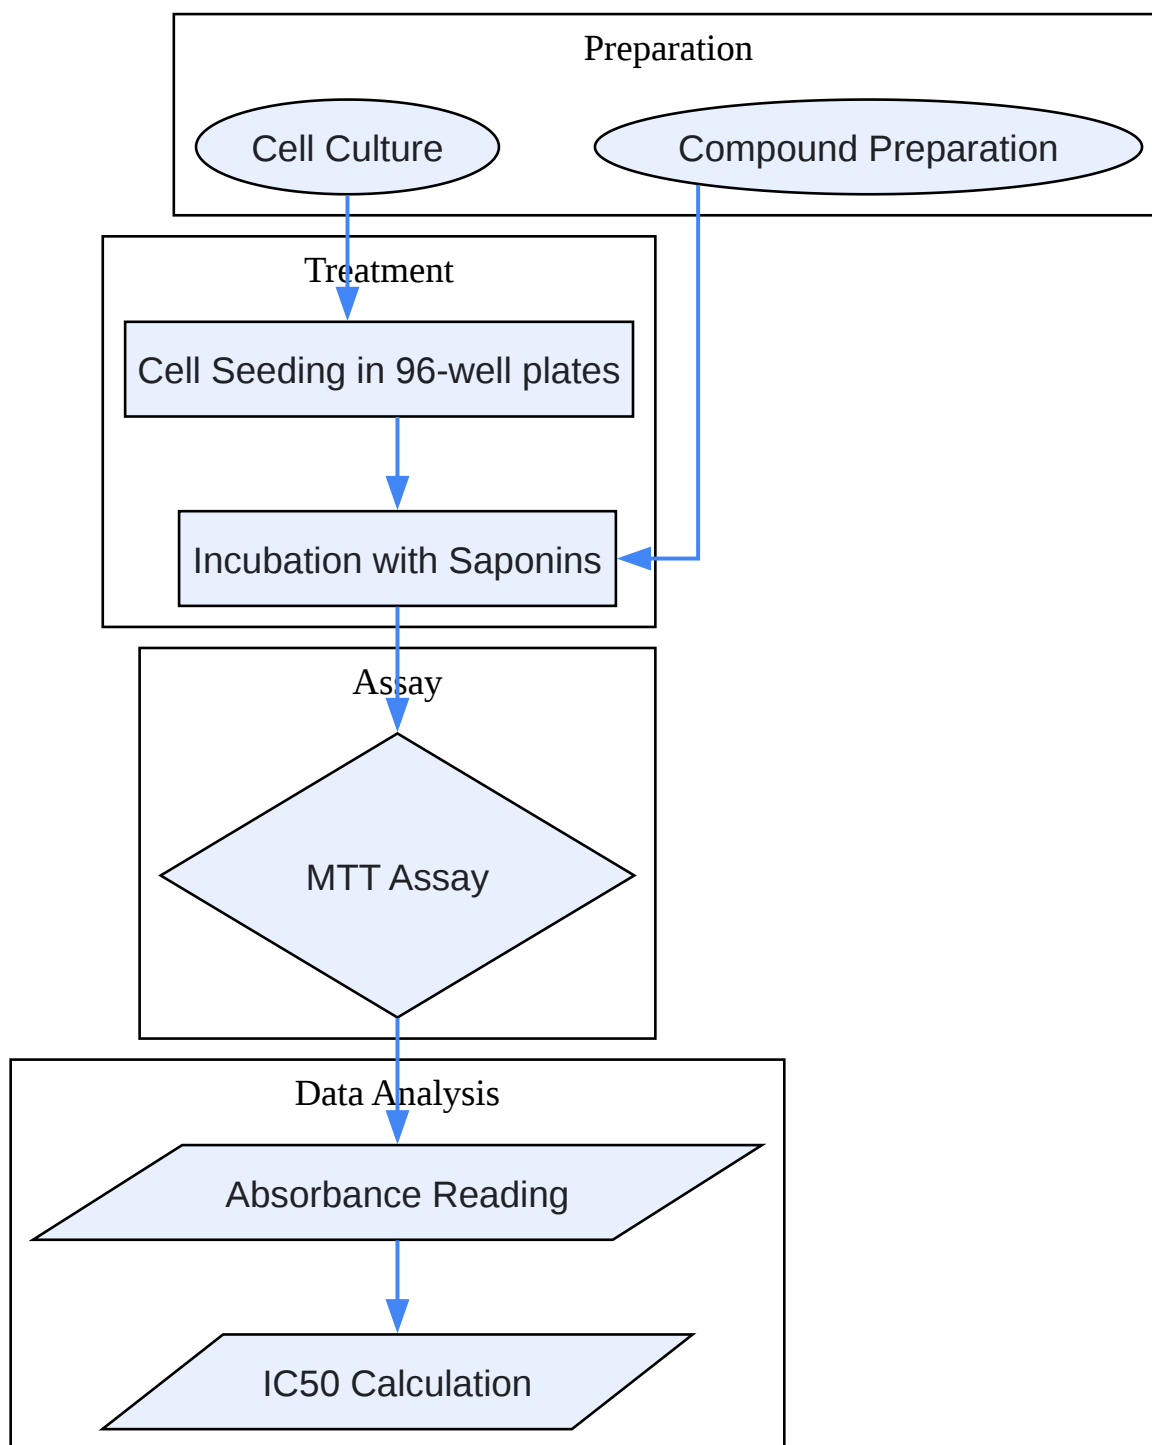 Preparation
Cell Culture
Compound Preparation
Treatment
Cell Seeding in 96-well plates
Incubation with Saponins
Assay
MTT Assay
Data Analysis
Absorbance Reading
IC50 Calculation